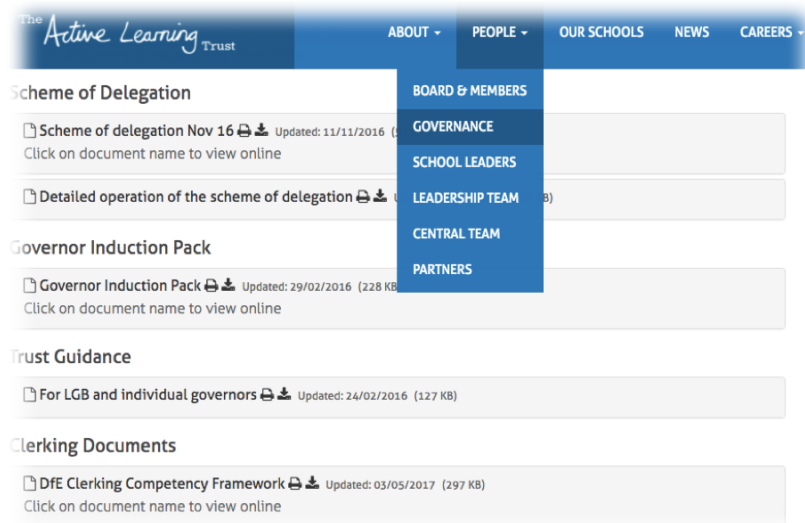 The
Active Learning Trust
ABOUT PEOPLE OUR SCHOOLS NEWS CAREERS
BOARD & MEMBERS
GOVERNANCE
SCHOOL LEADERS
LEADERSHIP TEAM
CENTRAL TEAM
PARTNERS
Scheme of Delegation
Scheme of delegation Nov 16 Updated: 11/11/2016 (
Click on document name to view online
Detailed operation of the scheme of delegation B)
Governor Induction Pack
Governor Induction Pack Updated: 29/02/2016 (228 KB
Click on document name to view online
Trust Guidance
For LGB and individual governors Updated: 24/02/2016 (127 KB)
Clerking Documents
DfE Clerking Competency Framework Updated: 03/05/2017 (297 KB)
Click on document name to view online